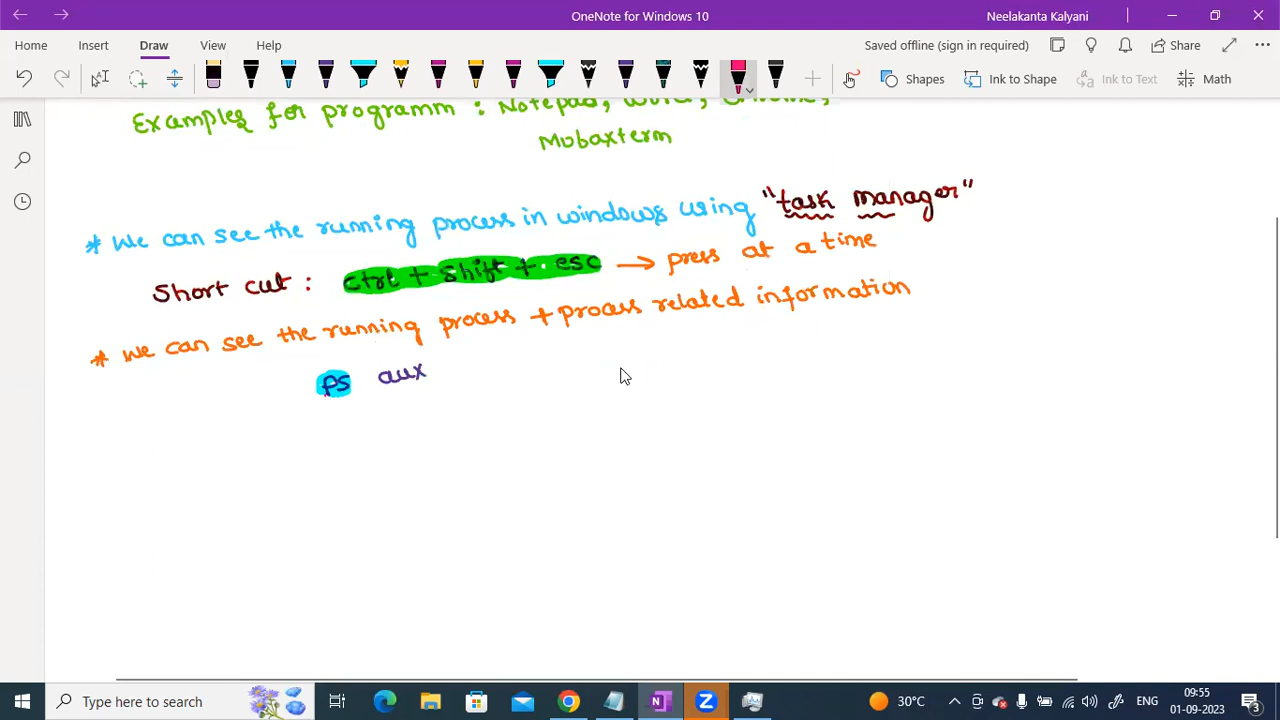 OneNote for Windows 10
Neelakanta Kalyani
Home Insert Draw View Help
Saved offline (sign in required)
Share
Shapes
Ink to Shape
Ink to Text
Math
Examples for programm : Notepad,
Mobaxterm
* We can see the running process in windows using "task manager"
Short cut : ctrl + shift + esc → press at a time
* We can see the running process + process related information
ps aux
Type here to search
30°C
ENG
09:55
01-09-2023
3